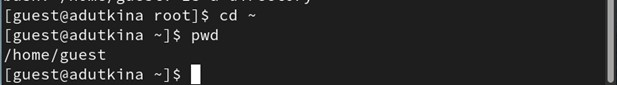 [guest@adutkina root]$ cd ~
[guest@adutkina ~]$ pwd
/home/guest
[guest@adutkina ~]$